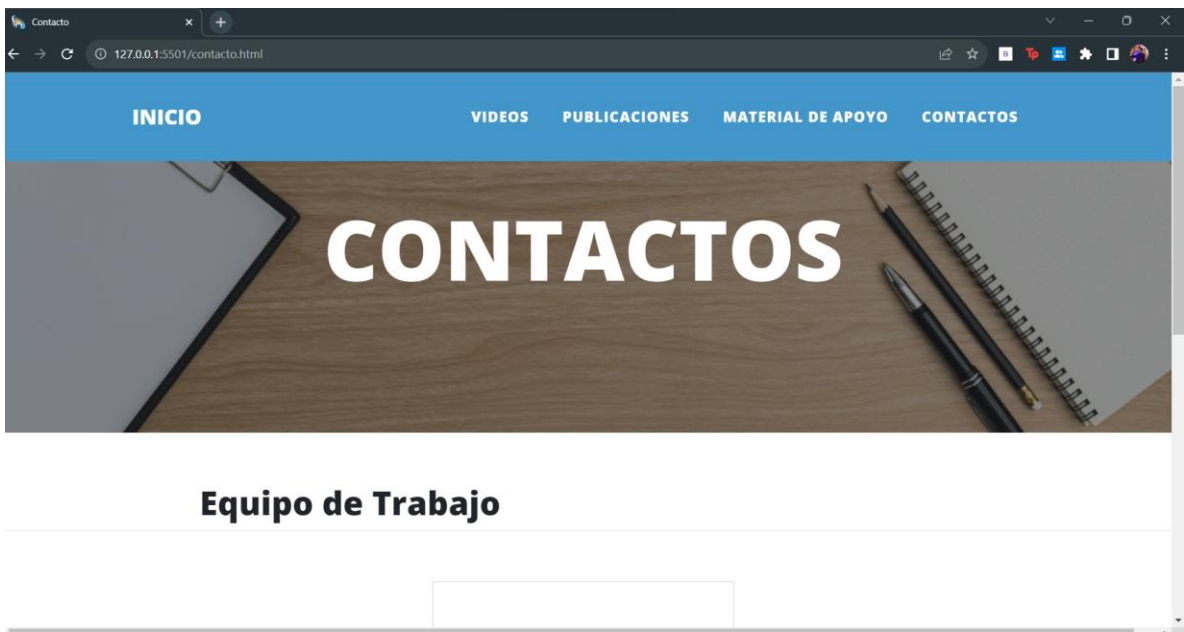 Contacto
127.0.0.1:5501/contacto.html
INICIO VIDEOS PUBLICACIONES MATERIAL DE APOYO CONTACTOS
CONTACTOS
Equipo de Trabajo